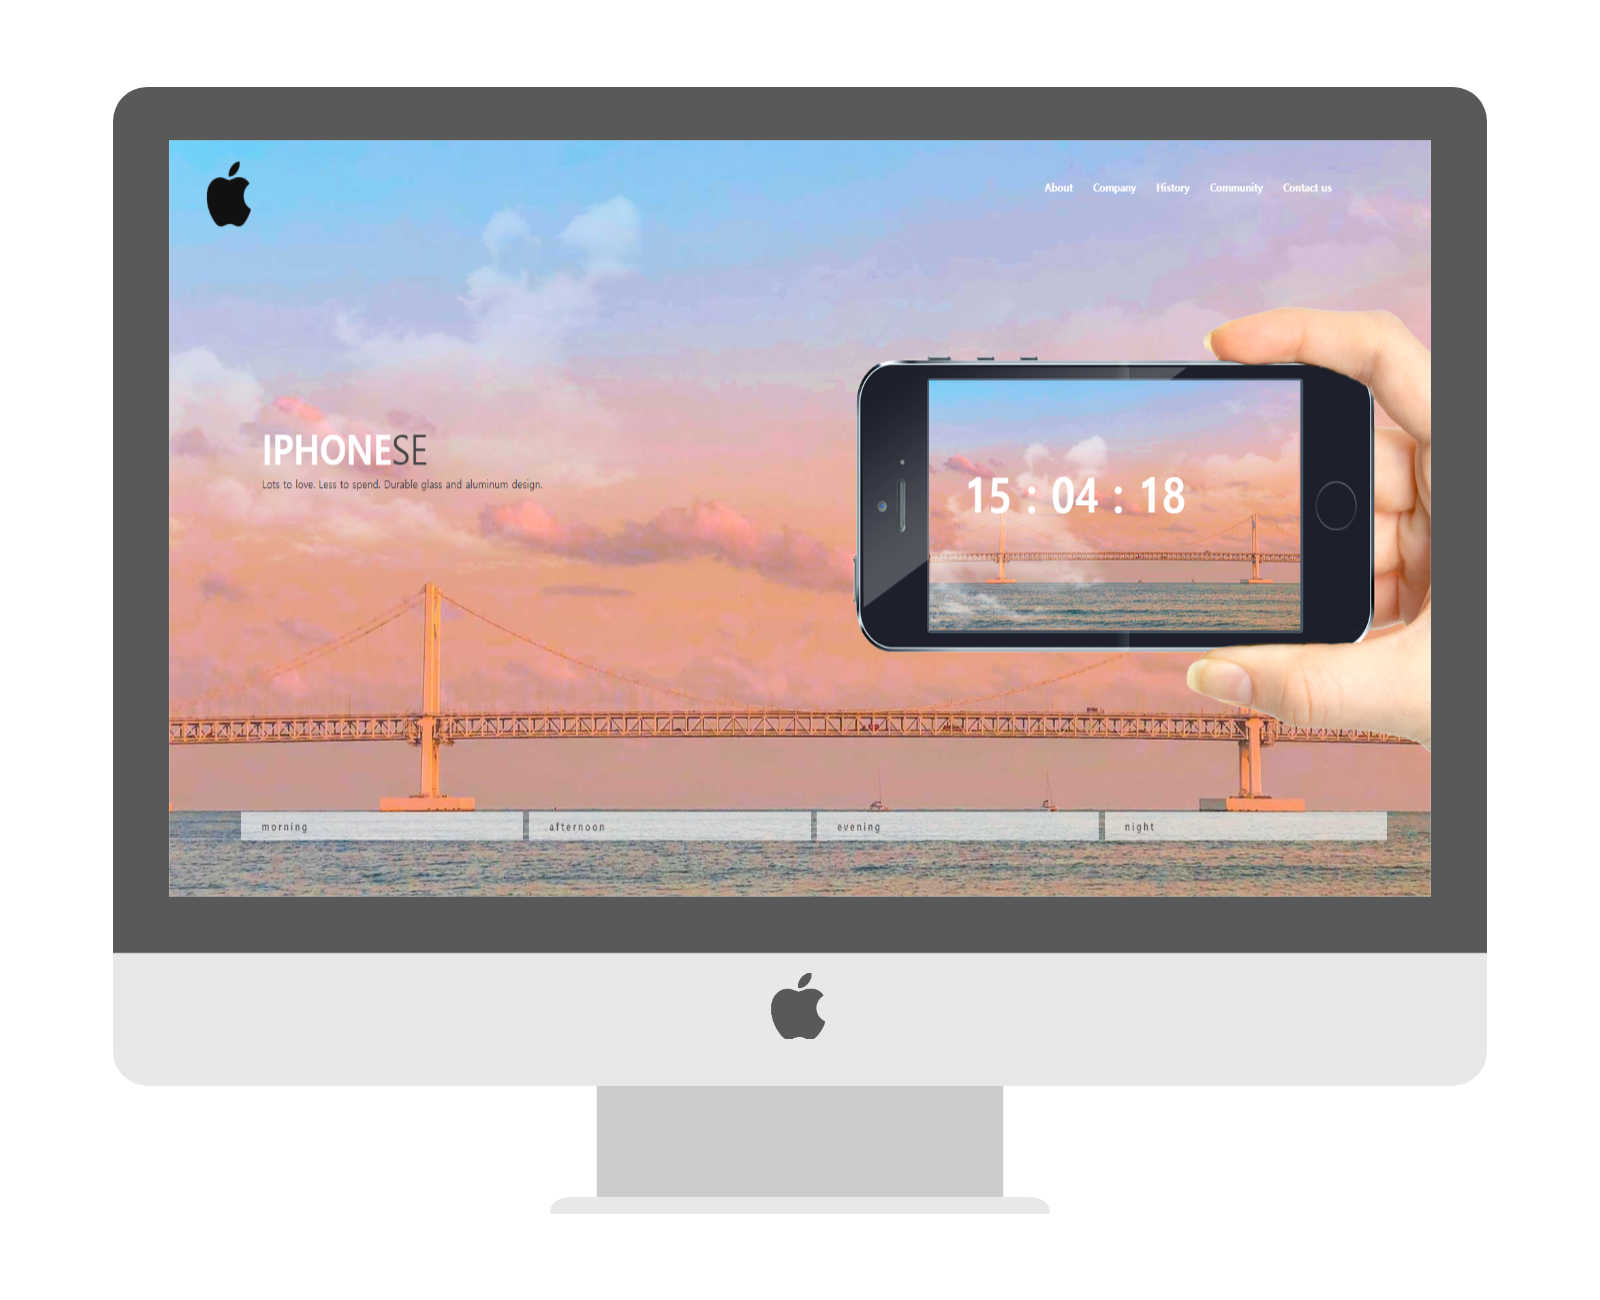 About Company History Community Contact us
IPHONESE
Lots to love. Less to spend. Durable glass and aluminum design.
15 : 04 : 18
morning afternoon evening night